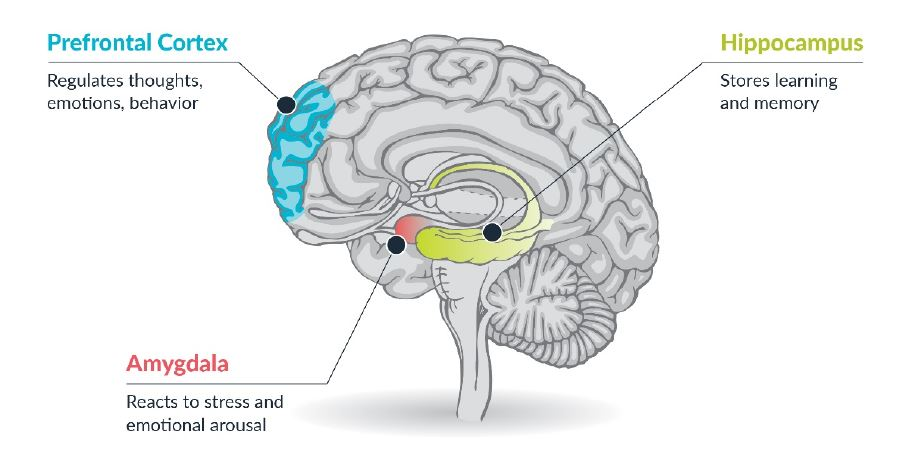 Prefrontal Cortex
Regulates thoughts,
emotions, behavior
Hippocampus
Stores learning
and memory
Amygdala
Reacts to stress and
emotional arousal